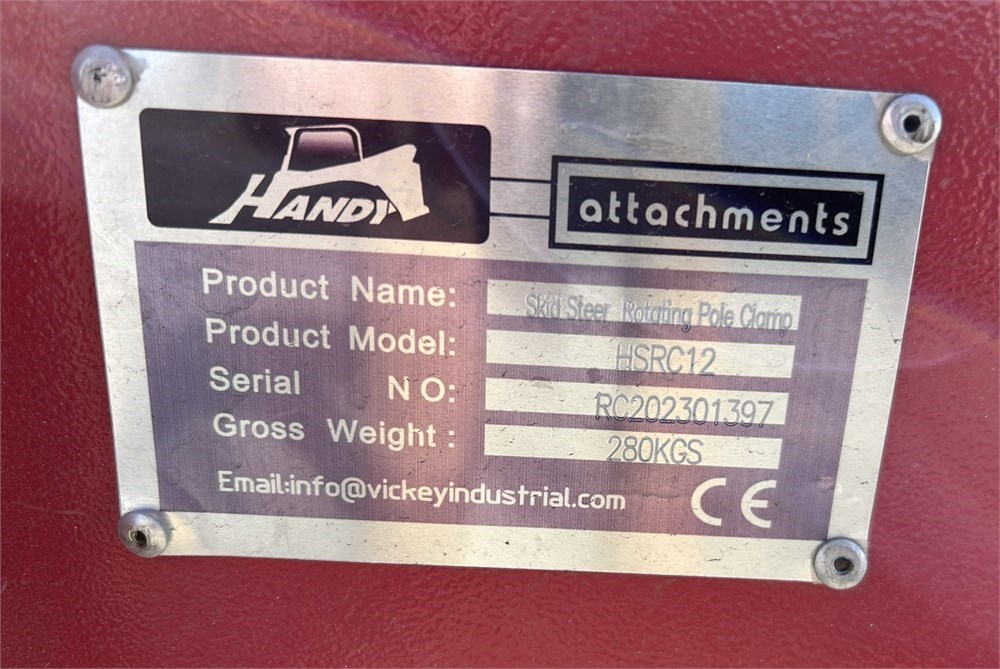 HANDY
attachments
Product Name: Skid Steer Rotating Pole Clamp
Product Model: HSRC12
Serial NO: RC202301397
Gross Weight: 280KGS
Email:info@vickeyindustrial.com CE